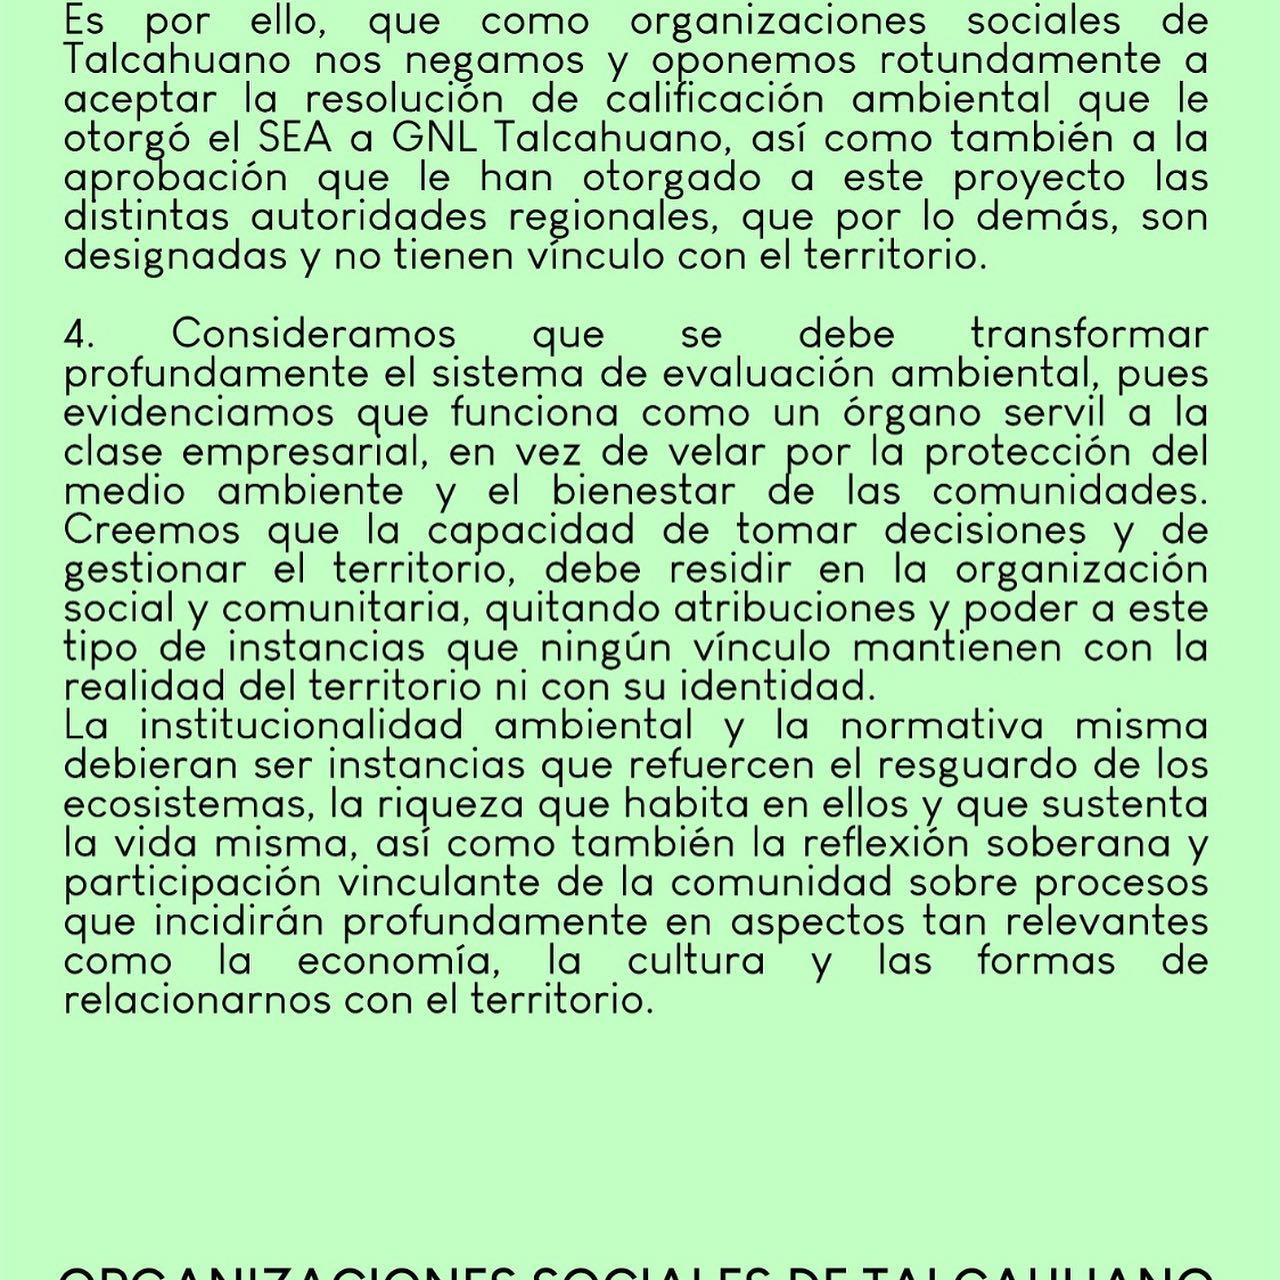 Es por ello, que como organizaciones sociales de
Talcahuano nos negamos y oponemos rotundamente a
aceptar la resolución de calificación ambiental que le
otorgó el SEA a GNL Talcahuano, así como también a la
aprobación que le han otorgado a este proyecto las
distintas autoridades regionales, que por lo demás, son
designadas y no tienen vínculo con el territorio.
4. Consideramos que se debe transformar
profundamente el sistema de evaluación ambiental, pues
evidenciamos que funciona como un órgano servil a la
clase empresarial, en vez de velar por la protección del
medio ambiente y el bienestar de las comunidades.
Creemos que la capacidad de tomar decisiones y de
gestionar el territorio, debe residir en la organización
social y comunitaria, quitando atribuciones y poder a este
tipo de instancias que ningún vínculo mantienen con la
realidad del territorio ni con su identidad.
La institucionalidad ambiental y la normativa misma
debieran ser instancias que refuercen el resguardo de los
ecosistemas, la riqueza que habita en ellos y que sustenta
la vida misma, así como también la reflexión soberana y
participación vinculante de la comunidad sobre procesos
que incidirán profundamente en aspectos tan relevantes
como la economía, la cultura y las formas de
relacionarnos con el territorio.
ORGANIZACIONES SOCIALES DE TALCAHUANO